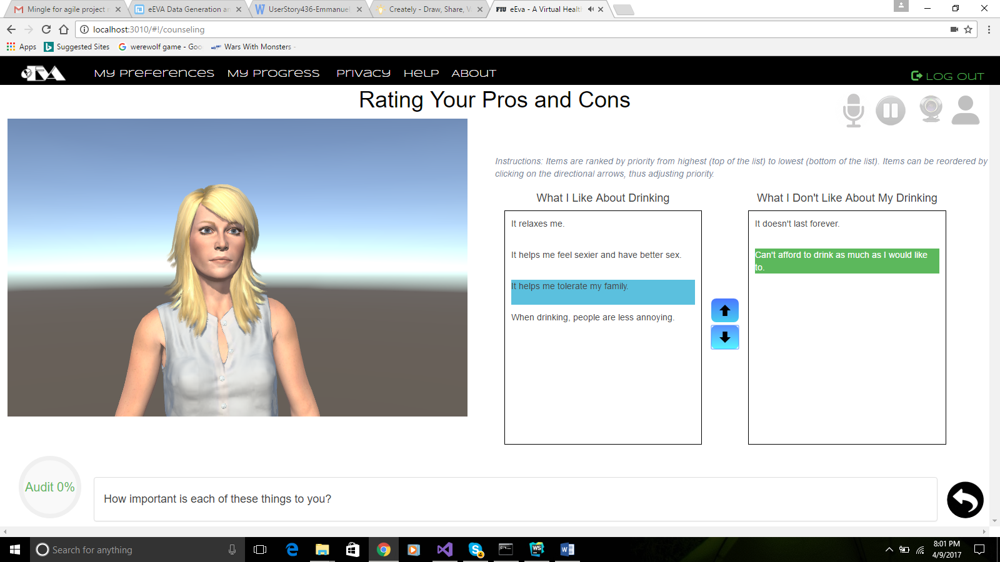 Mingle for agile project
eEVA Data Generation an
UserStory436-Emmanuel
Creately - Draw, Share, V
FIU eEva - A Virtual Healt
localhost:3010/#!/counseling
Apps
Suggested Sites
werewolf game - Goo
Wars With Monsters -
eEVA
My Preferences
My Progress
Privacy
Help
About
Log Out
Rating Your Pros and Cons
Instructions: Items are ranked by priority from highest (top of the list) to lowest (bottom of the list). Items can be reordered by
clicking on the directional arrows, thus adjusting priority.
What I Like About Drinking
It relaxes me.
It helps me feel sexier and have better sex.
It helps me tolerate my family.
When drinking, people are less annoying.
What I Don't Like About My Drinking
It doesn't last forever.
Can't afford to drink as much as I would like
to.
Audit 0%
How important is each of these things to you?
Search for anything
4
WS
8:01 PM
4/9/2017